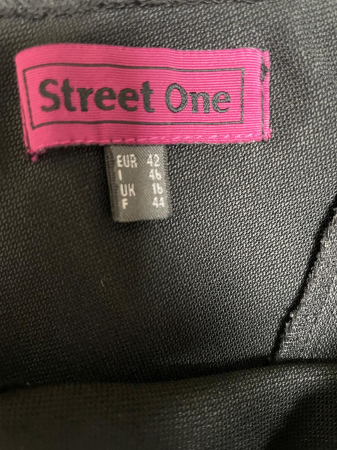 Street One
EUR 42
I 46
UK 16
F 44